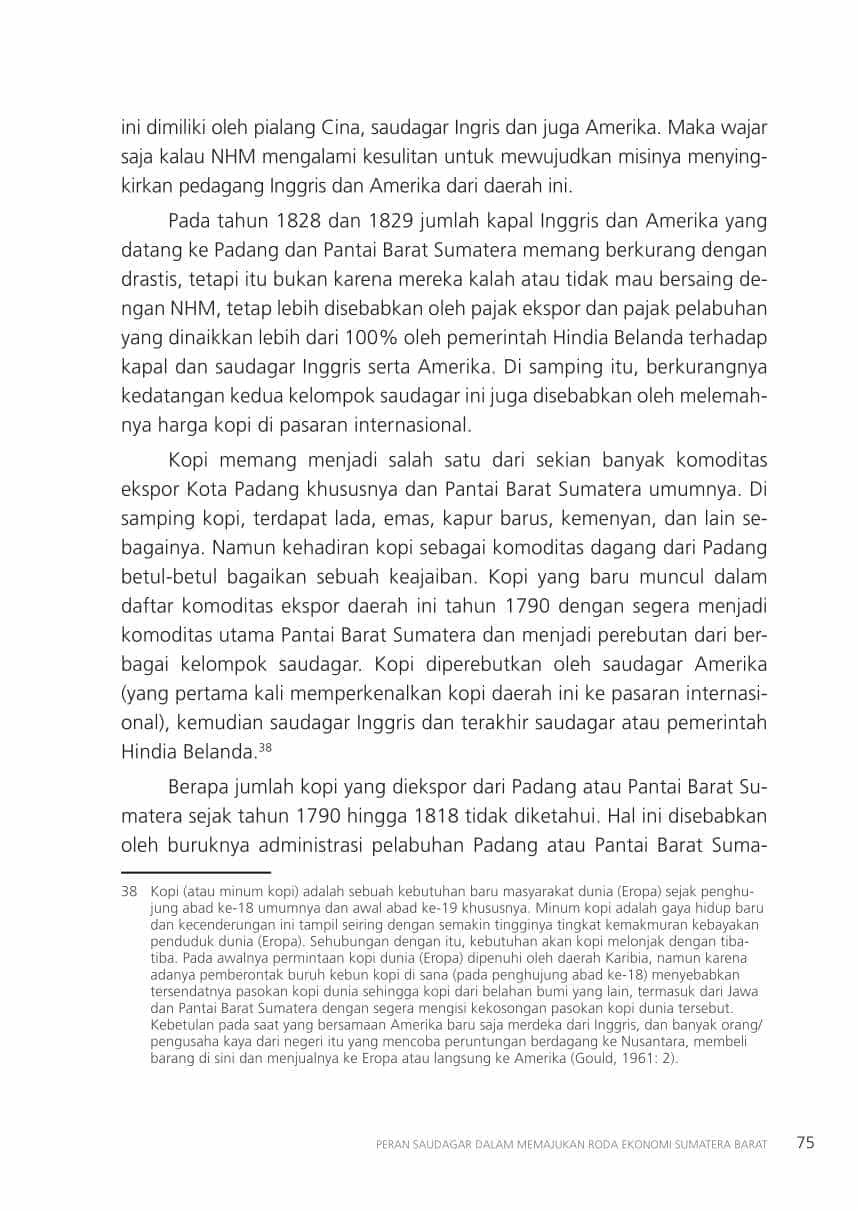 ini dimiliki oleh pialang Cina, saudagar Ingris dan juga Amerika. Maka wajar
saja kalau NHM mengalami kesulitan untuk mewujudkan misinya menying-
kirkan pedagang Inggris dan Amerika dari daerah ini.
Pada tahun 1828 dan 1829 jumlah kapal Inggris dan Amerika yang
datang ke Padang dan Pantai Barat Sumatera memang berkurang dengan
drastis, tetapi itu bukan karena mereka kalah atau tidak mau bersaing de-
ngan NHM, tetap lebih disebabkan oleh pajak ekspor dan pajak pelabuhan
yang dinaikkan lebih dari 100% oleh pemerintah Hindia Belanda terhadap
kapal dan saudagar Inggris serta Amerika. Di samping itu, berkurangnya
kedatangan kedua kelompok saudagar ini juga disebabkan oleh melemah-
nya harga kopi di pasaran internasional.
Kopi memang menjadi salah satu dari sekian banyak komoditas
ekspor Kota Padang khususnya dan Pantai Barat Sumatera umumnya. Di
samping kopi, terdapat lada, emas, kapur barus, kemenyan, dan lain se-
bagainya. Namun kehadiran kopi sebagai komoditas dagang dari Padang
betul-betul bagaikan sebuah keajaiban. Kopi yang baru muncul dalam
daftar komoditas ekspor daerah ini tahun 1790 dengan segera menjadi
komoditas utama Pantai Barat Sumatera dan menjadi perebutan dari ber-
bagai kelompok saudagar. Kopi diperebutkan oleh saudagar Amerika
(yang pertama kali memperkenalkan kopi daerah ini ke pasaran internasi-
onal), kemudian saudagar Inggris dan terakhir saudagar atau pemerintah
Hindia Belanda.38
Berapa jumlah kopi yang diekspor dari Padang atau Pantai Barat Su-
matera sejak tahun 1790 hingga 1818 tidak diketahui. Hal ini disebabkan
oleh buruknya administrasi pelabuhan Padang atau Pantai Barat Suma-
38 Kopi (atau minum kopi) adalah sebuah kebutuhan baru masyarakat dunia (Eropa) sejak penghu-
jung abad ke-18 umumnya dan awal abad ke-19 khususnya. Minum kopi adalah gaya hidup baru
dan kecenderungan ini tampil seiring dengan semakin tingginya tingkat kemakmuran kebayakan
penduduk dunia (Eropa). Sehubungan dengan itu, kebutuhan akan kopi melonjak dengan tiba-
tiba. Pada awalnya permintaan kopi dunia (Eropa) dipenuhi oleh daerah Karibia, namun karena
adanya pemberontak buruh kebun kopi di sana (pada penghujung abad ke-18) menyebabkan
tersendatnya pasokan kopi dunia sehingga kopi dari belahan bumi yang lain, termasuk dari Jawa
dan Pantai Barat Sumatera dengan segera mengisi kekosongan pasokan kopi dunia tersebut.
Kebetulan pada saat yang bersamaan Amerika baru saja merdeka dari Inggris, dan banyak orang/
pengusaha kaya dari negeri itu yang mencoba peruntungan berdagang ke Nusantara, membeli
barang di sini dan menjualnya ke Eropa atau langsung ke Amerika (Gould, 1961: 2).
PERAN SAUDAGAR DALAM MEMAJUKAN RODA EKONOMI SUMATERA BARAT 75